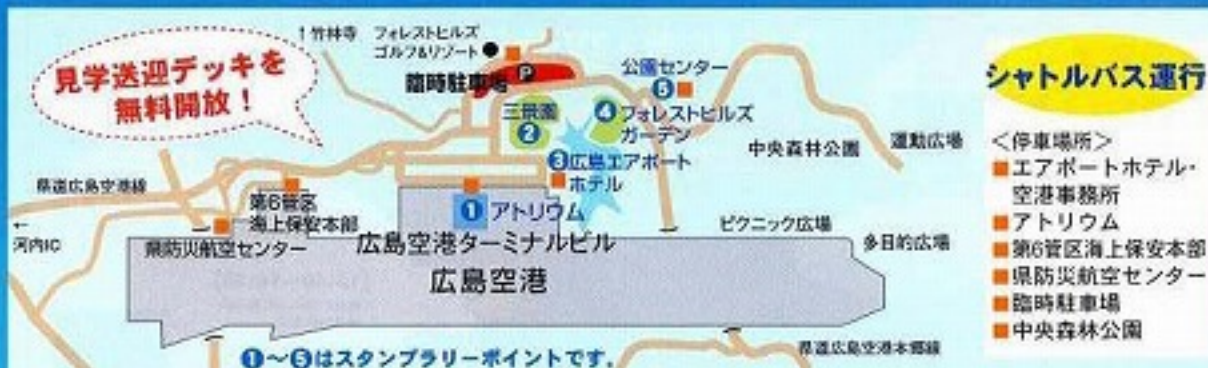 見学送迎デッキを
無料開放！
↑竹林寺
フォレストヒルズ
ゴルフ&リゾート
臨時駐車場
P
公園センター
5
三景園
2
4
フォレストヒルズ
ガーデン
中央森林公園
運動広場
3 広島エアポート
ホテル
県道広島空港線
←
河内IC
第6管区
海上保安本部
県防災航空センター
1 アトリウム
広島空港ターミナルビル
広島空港
ピクニック広場
多目的広場
県道広島空港本郷線
1～5はスタンプラリーポイントです。
シャトルバス運行
＜停車場所＞
■エアポートホテル・
空港事務所
■アトリウム
■第6管区海上保安本部
■県防災航空センター
■臨時駐車場
■中央森林公園